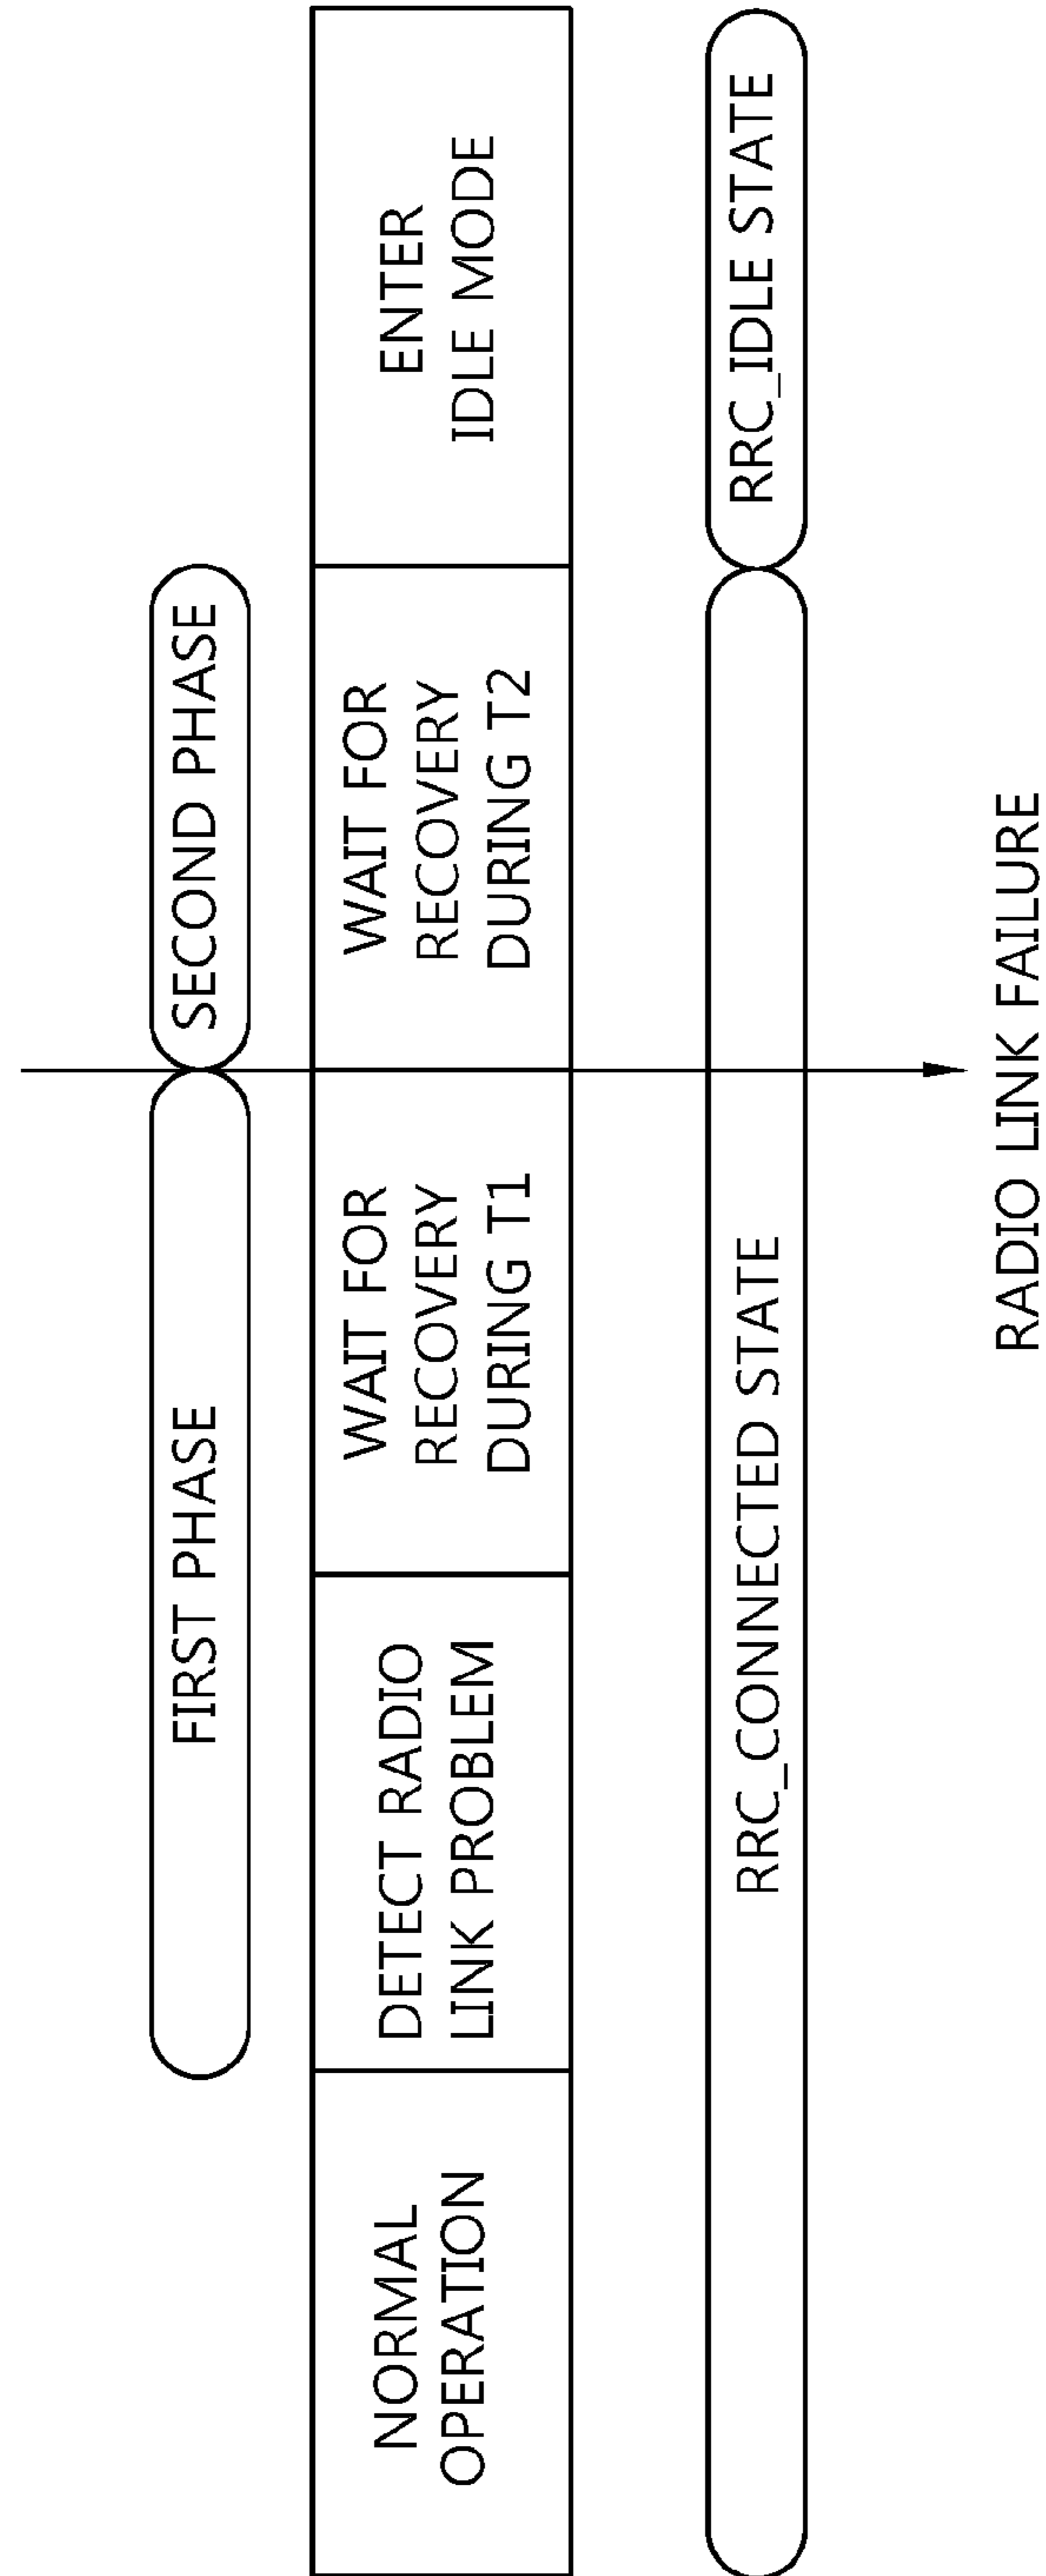 FIRST PHASE
SECOND PHASE
NORMAL
OPERATION
DETECT RADIO
LINK PROBLEM
WAIT FOR
RECOVERY
DURING T1
WAIT FOR
RECOVERY
DURING T2
ENTER
IDLE MODE
RRC_CONNECTED STATE
RRC_IDLE STATE
RADIO LINK FAILURE